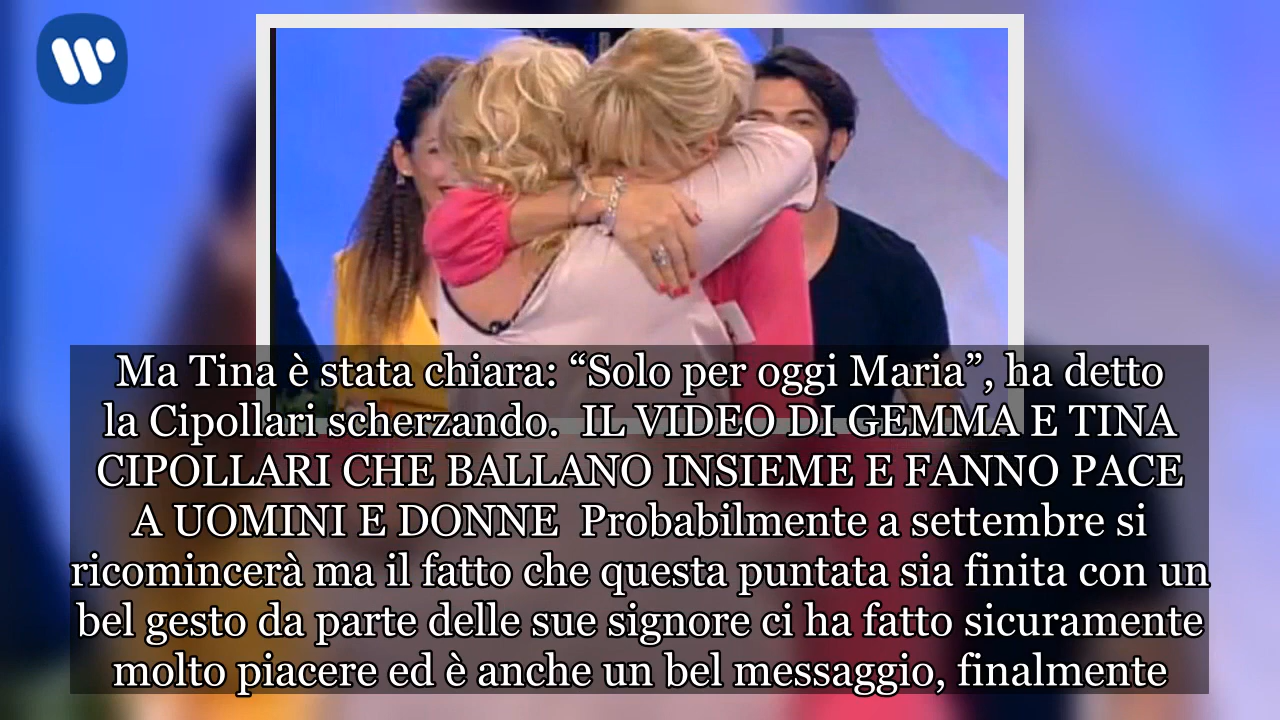 Ma Tina è stata chiara: “Solo per oggi Maria”, ha detto
la Cipollari scherzando.  IL VIDEO DI GEMMA E TINA
CIPOLLARI CHE BALLANO INSIEME E FANNO PACE
A UOMINI E DONNE  Probabilmente a settembre si
ricomincerà ma il fatto che questa puntata sia finita con un
bel gesto da parte delle sue signore ci ha fatto sicuramente
molto piacere ed è anche un bel messaggio, finalmente